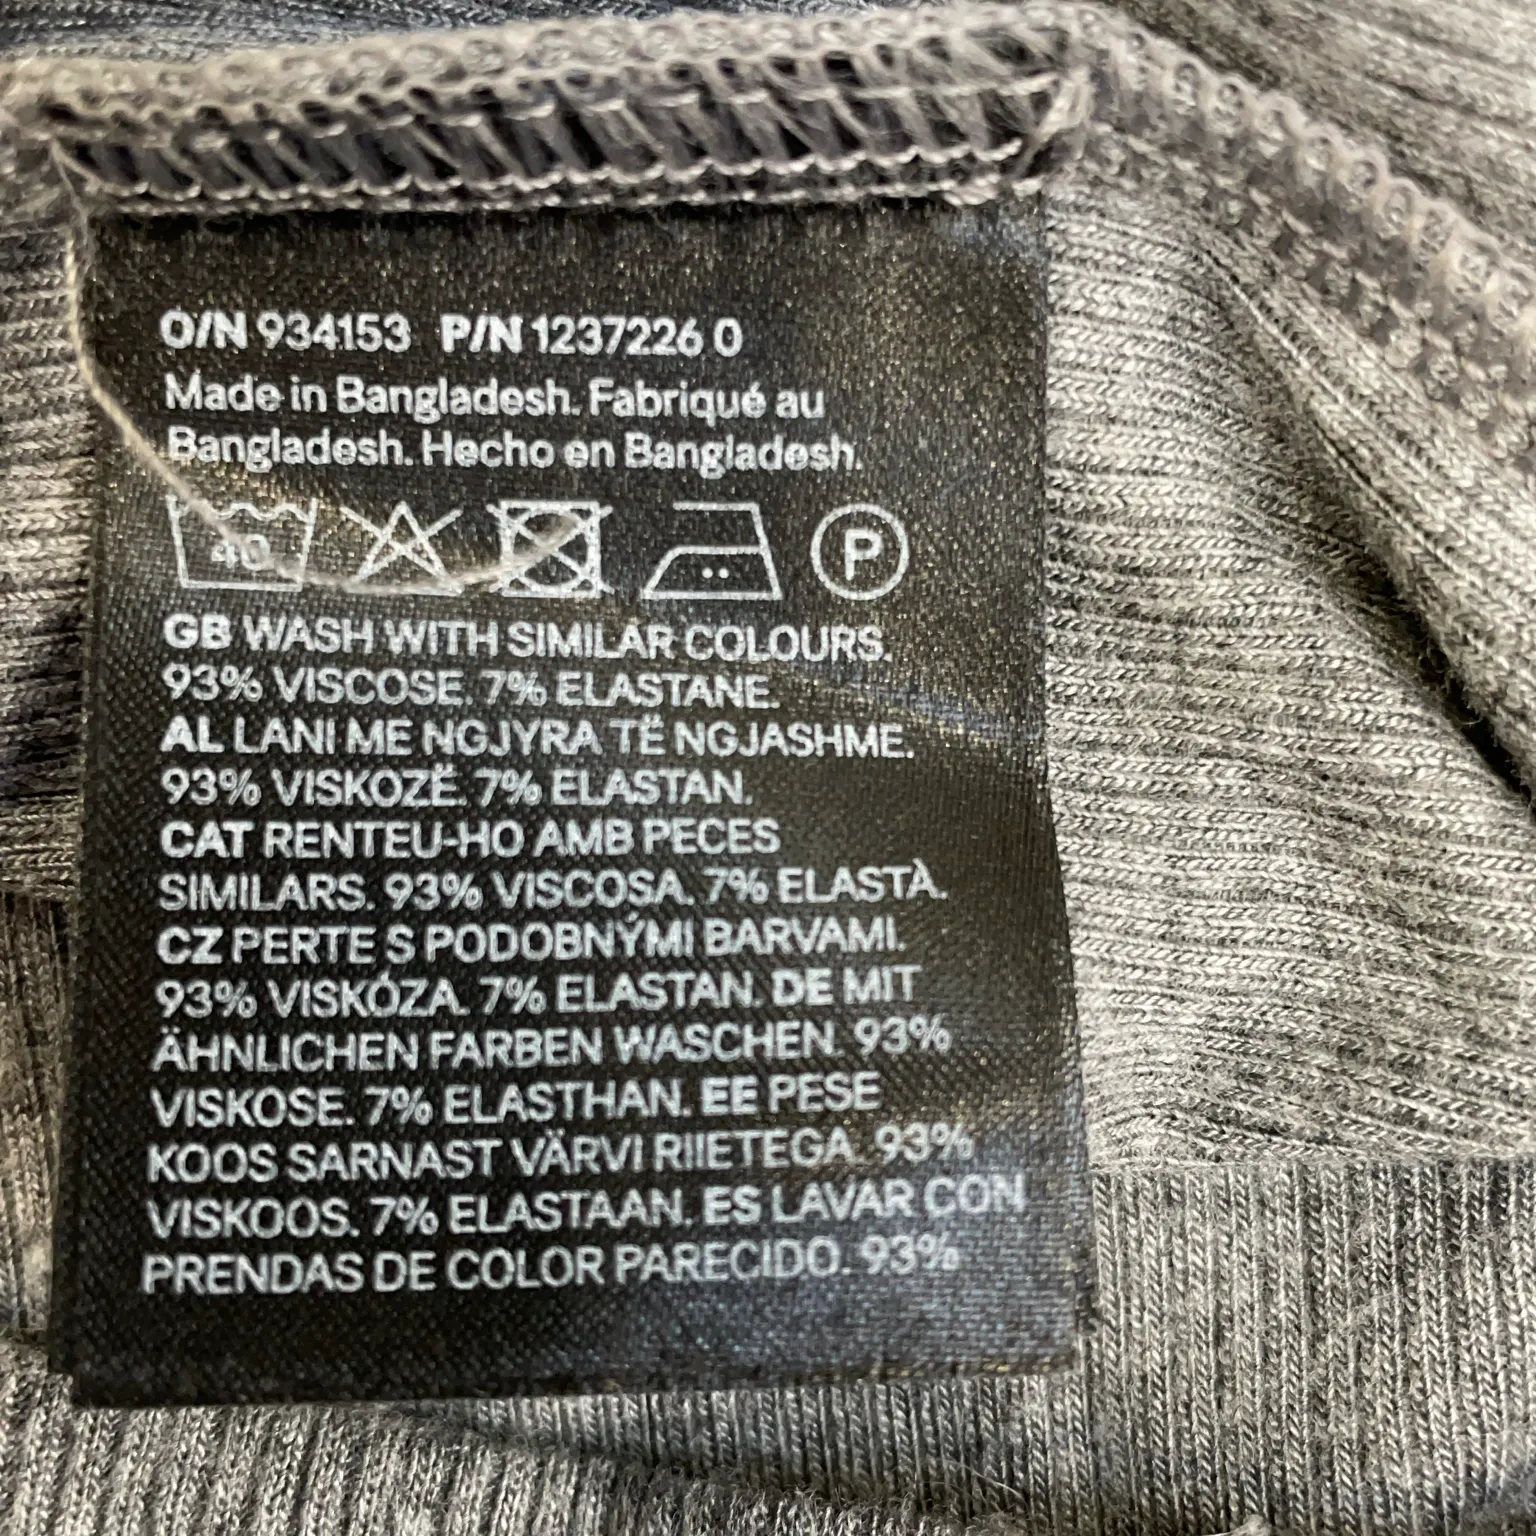 O/N 934153 P/N 1237226 0
Made in Bangladesh. Fabriqué au
Bangladesh. Hecho en Bangladesh.
40 P
GB WASH WITH SIMILAR COLOURS.
93% VISCOSE. 7% ELASTANE.
AL LANI ME NGJYRA TË NGJASHME.
93% VISKOZË. 7% ELASTAN.
CAT RENTEU-HO AMB PECES
SIMILARS. 93% VISCOSA. 7% ELASTÀ.
CZ PERTE S PODOBNÝMI BARVAMI.
93% VISKÓZA. 7% ELASTAN. DE MIT
ÄHNLICHEN FARBEN WASCHEN. 93%
VISKOSE. 7% ELASTHAN. EE PESE
KOOS SARNAST VÄRVI RIIETEGA. 93%
VISKOOS. 7% ELASTAAN. ES LAVAR CON
PRENDAS DE COLOR PARECIDO. 93%